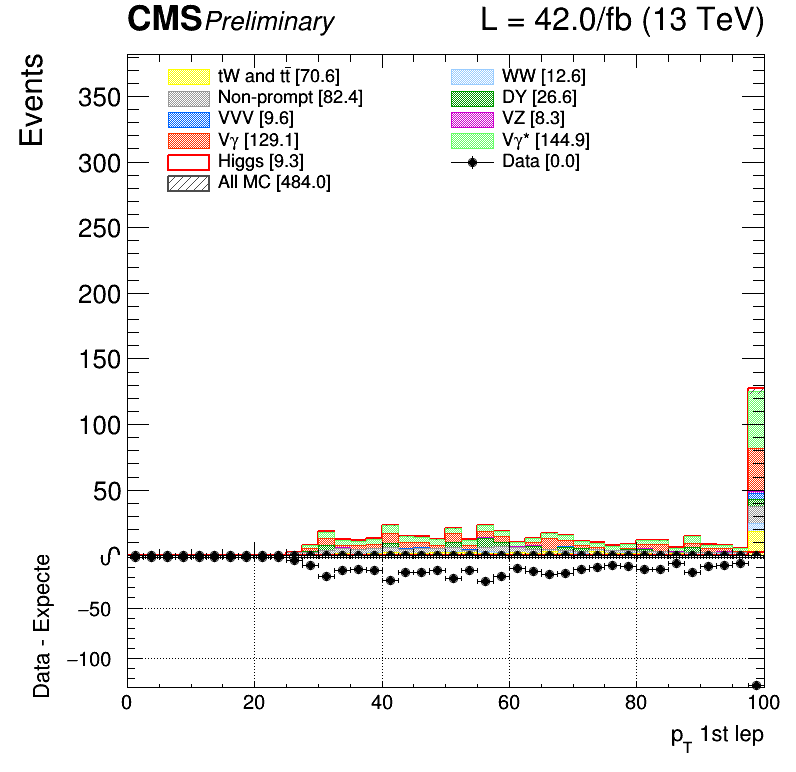 CMS Preliminary L = 42.0/fb (13 TeV)
Events
tW and tt̄ [70.6] WW [12.6]
Non-prompt [82.4] DY [26.6]
VVV [9.6] VZ [8.3]
Vγ [129.1] Vγ* [144.9]
Higgs [9.3] Data [0.0]
All MC [484.0]
350
300
250
200
150
100
50
0
Data - Expecte
−50
−100
0 20 40 60 80 100
p_T 1st lep